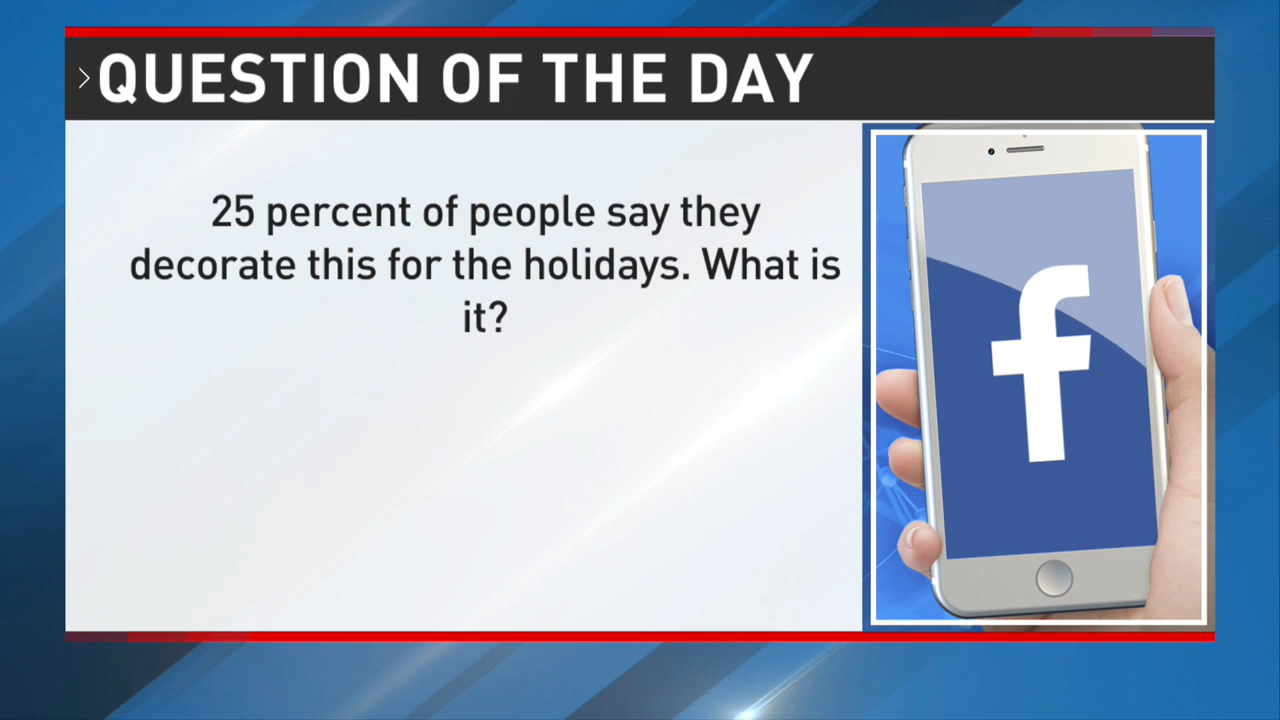 QUESTION OF THE DAY
25 percent of people say they
decorate this for the holidays. What is
it?
f